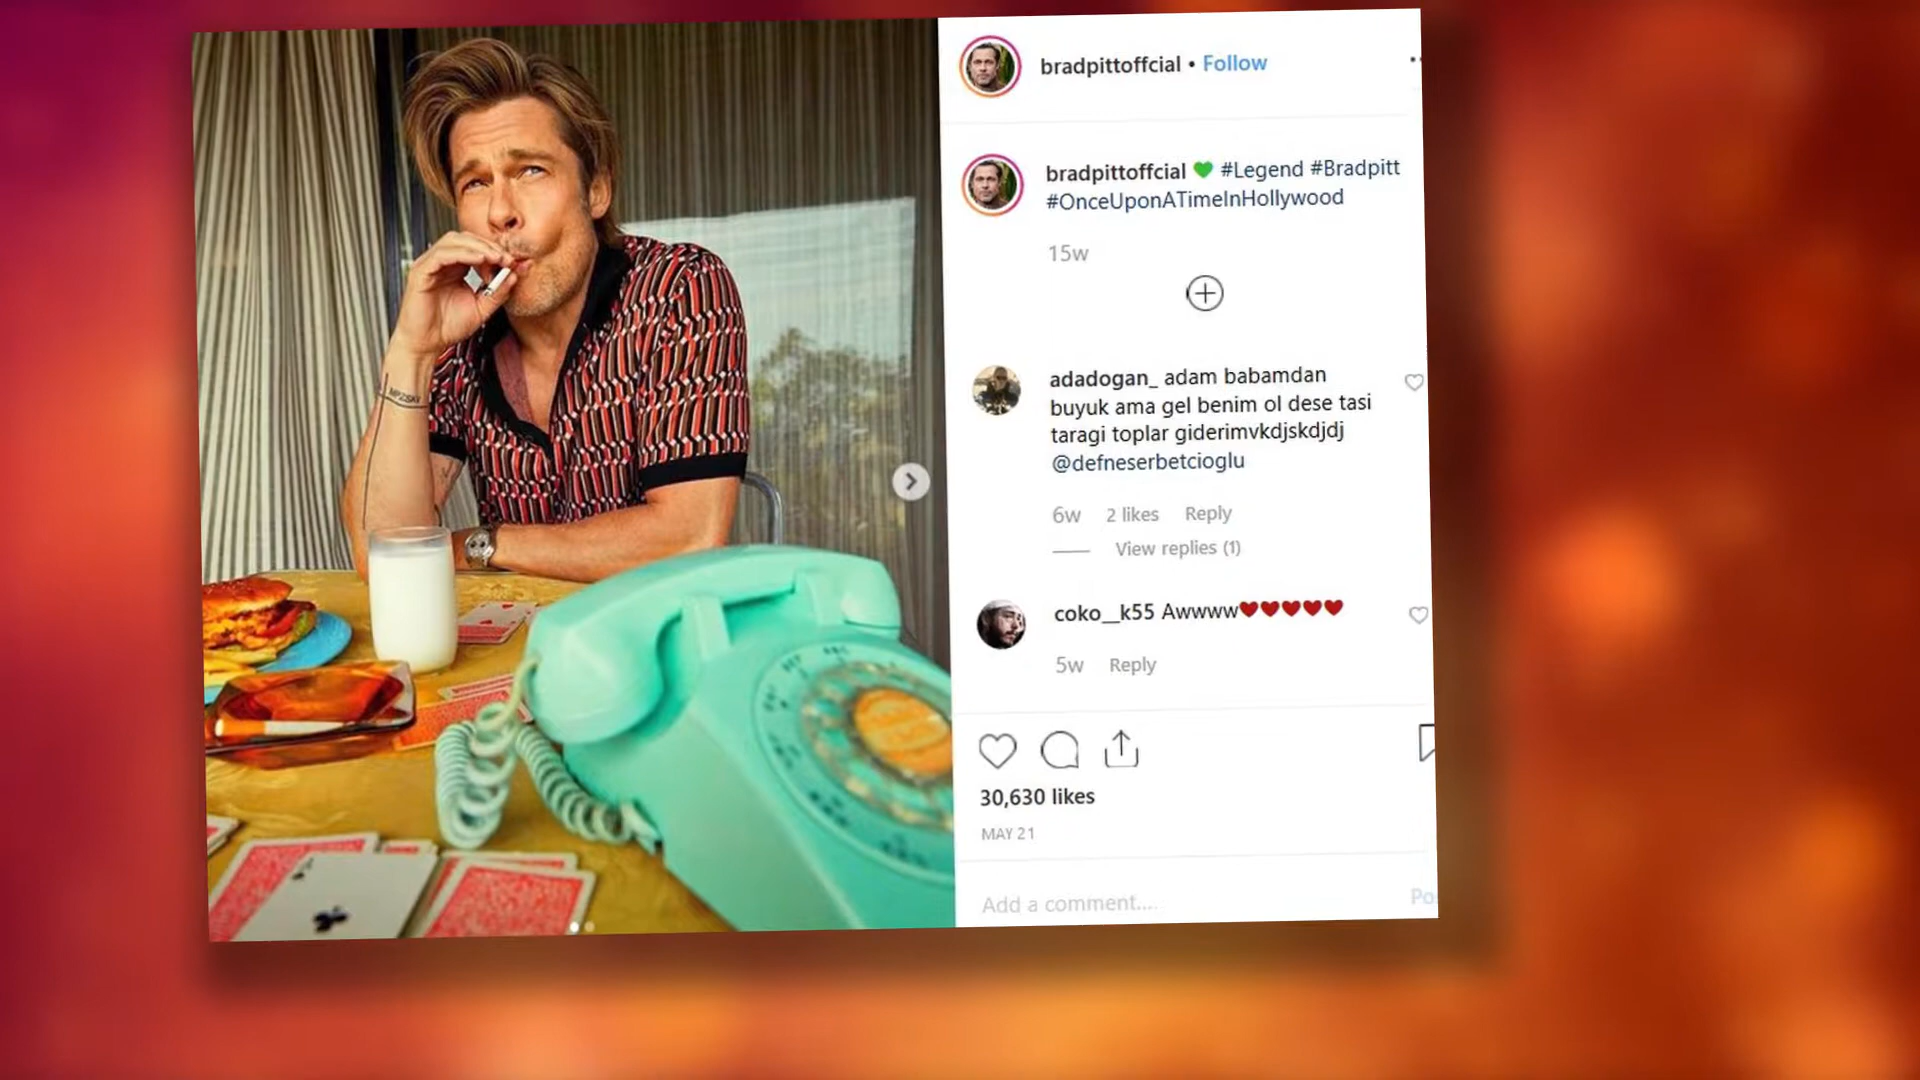 bradpittoffcial • Follow
bradpittoffcial 💚 #Legend #Bradpitt
#OnceUponATimeInHollywood
15w
adadogan_ adam babamdan
buyuk ama gel benim ol dese tasi
taragi toplar giderimvkdjskdjdj
@defneserbetcioglu
6w 2 likes Reply
View replies (1)
coko__k55 Awwww❤❤❤❤❤
5w Reply
30,630 likes
MAY 21
Add a comment....